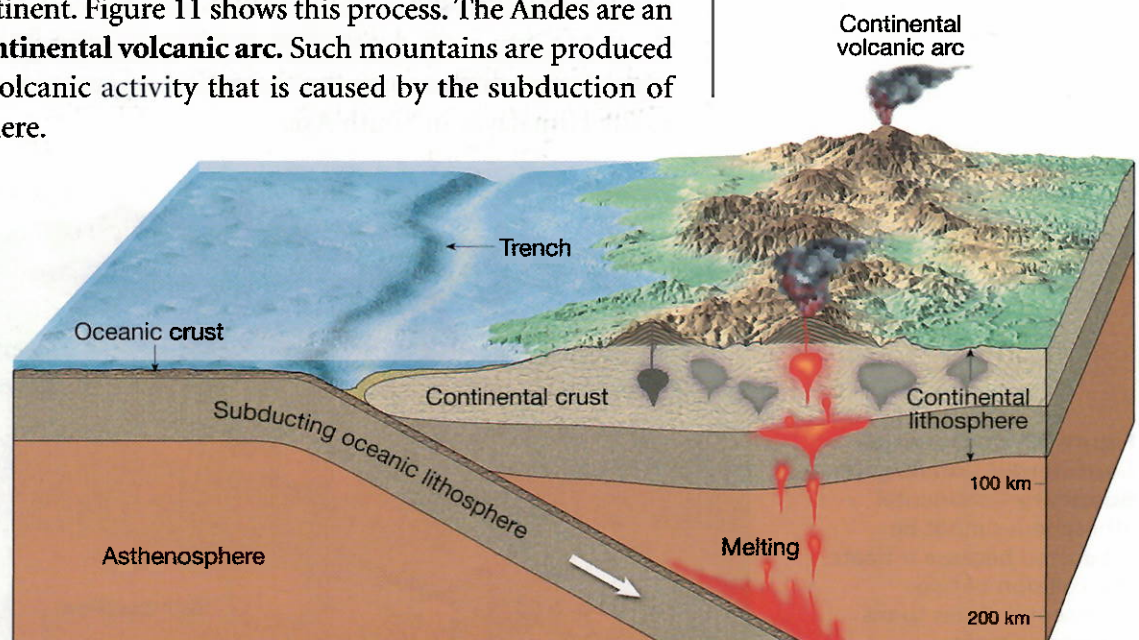 tinent. Figure 11 shows this process. The Andes are an
ntinental volcanic arc. Such mountains are produced
olcanic activity that is caused by the subduction of
ere.
Continental
volcanic arc
Trench
Oceanic crust
Continental crust
Continental
lithosphere
Subducting oceanic lithosphere
100 km
Melting
Asthenosphere
200 km